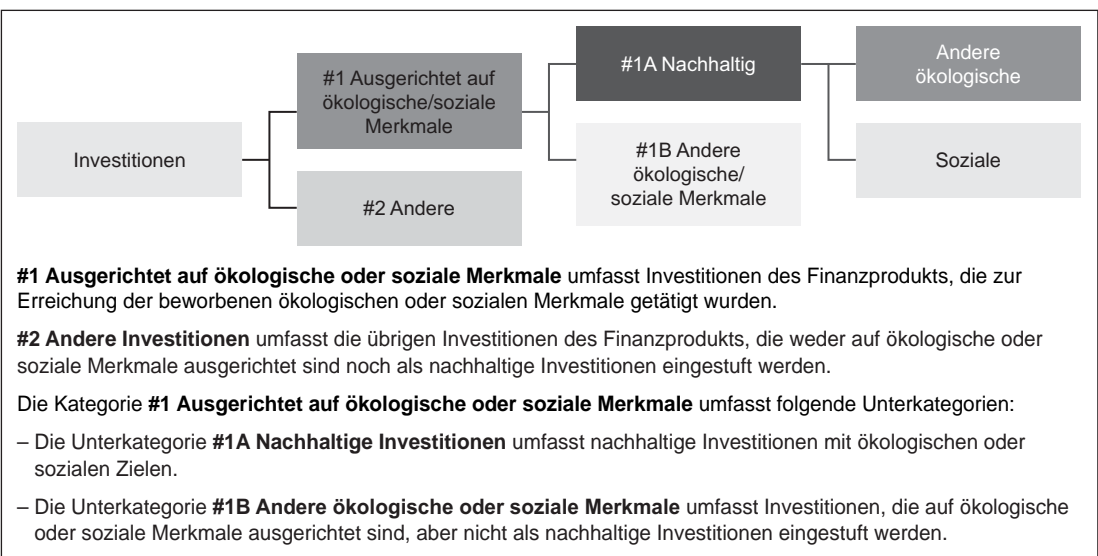 Investitionen
#1 Ausgerichtet auf
ökologische/soziale
Merkmale
#2 Andere
#1A Nachhaltig
#1B Andere
ökologische/
soziale Merkmale
Andere
ökologische
Soziale
#1 Ausgerichtet auf ökologische oder soziale Merkmale umfasst Investitionen des Finanzprodukts, die zur
Erreichung der beworbenen ökologischen oder sozialen Merkmale getätigt wurden.
#2 Andere Investitionen umfasst die übrigen Investitionen des Finanzprodukts, die weder auf ökologische oder
soziale Merkmale ausgerichtet sind noch als nachhaltige Investitionen eingestuft werden.
Die Kategorie #1 Ausgerichtet auf ökologische oder soziale Merkmale umfasst folgende Unterkategorien:
– Die Unterkategorie #1A Nachhaltige Investitionen umfasst nachhaltige Investitionen mit ökologischen oder
sozialen Zielen.
– Die Unterkategorie #1B Andere ökologische oder soziale Merkmale umfasst Investitionen, die auf ökologische
oder soziale Merkmale ausgerichtet sind, aber nicht als nachhaltige Investitionen eingestuft werden.